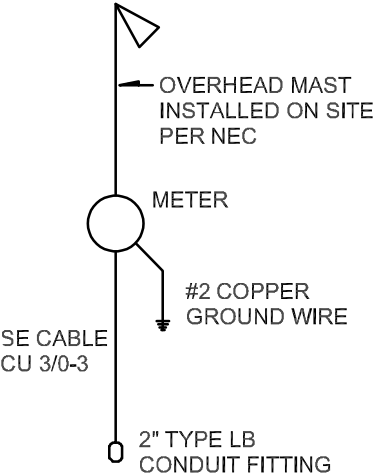 OVERHEAD MAST
INSTALLED ON SITE
PER NEC
METER
#2 COPPER
GROUND WIRE
SE CABLE
CU 3/0-3
2" TYPE LB
CONDUIT FITTING